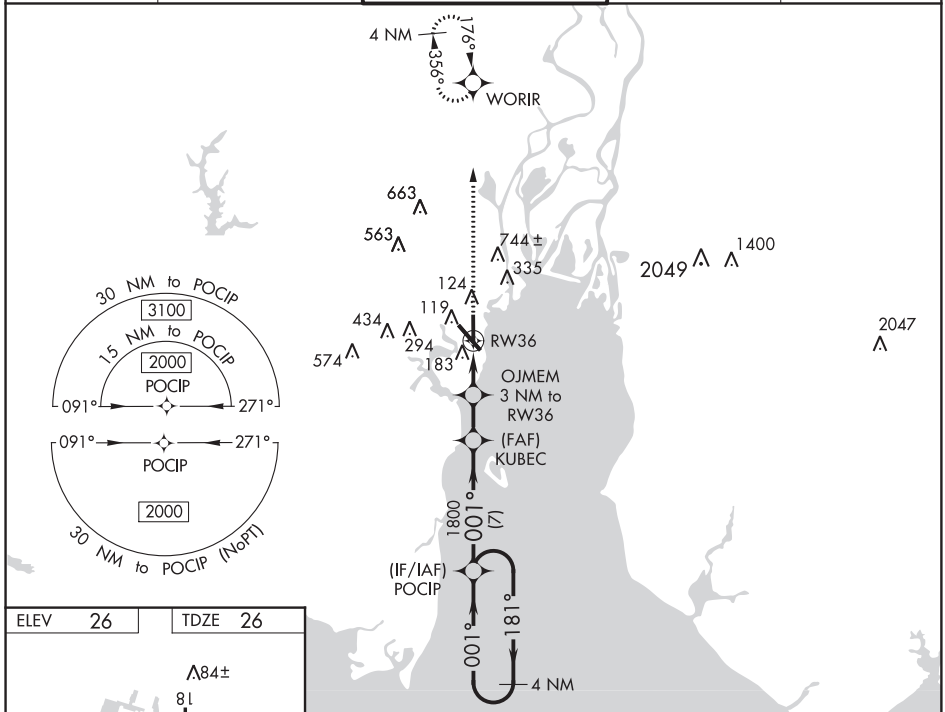 4 NM
176°
356°
WORIR
663
563
744 ±
335
124
119
434
294
574
183
RW36
2049
1400
2047
OJMEM
3 NM to
RW36
(FAF)
KUBEC
1800
001°
(7)
(IF/IAF)
POCIP
001°
181°
4 NM
30 NM to POCIP
3100
15 NM to POCIP
2000
POCIP
091°
271°
091°
271°
POCIP
2000
30 NM to POCIP (NoPT)
ELEV 26
TDZE 26
84±
18